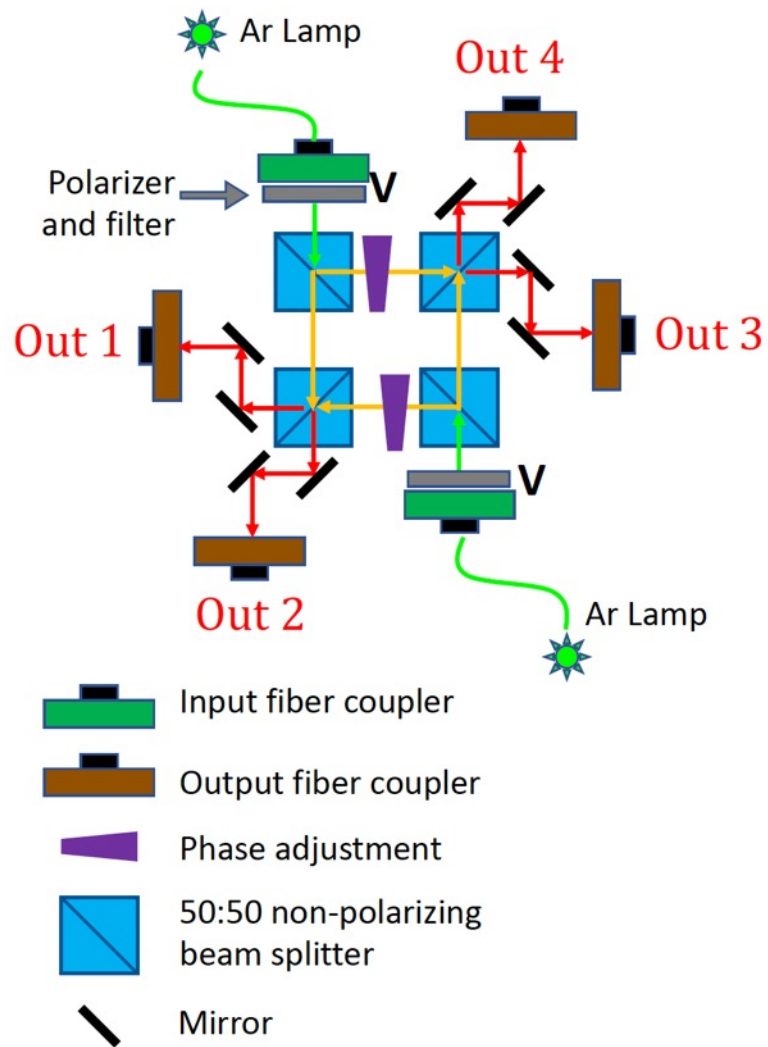 Ar Lamp
Out 4
Polarizer
and filter
V
Out 1
Out 3
V
Out 2
Ar Lamp
Input fiber coupler
Output fiber coupler
Phase adjustment
50:50 non-polarizing
beam splitter
Mirror